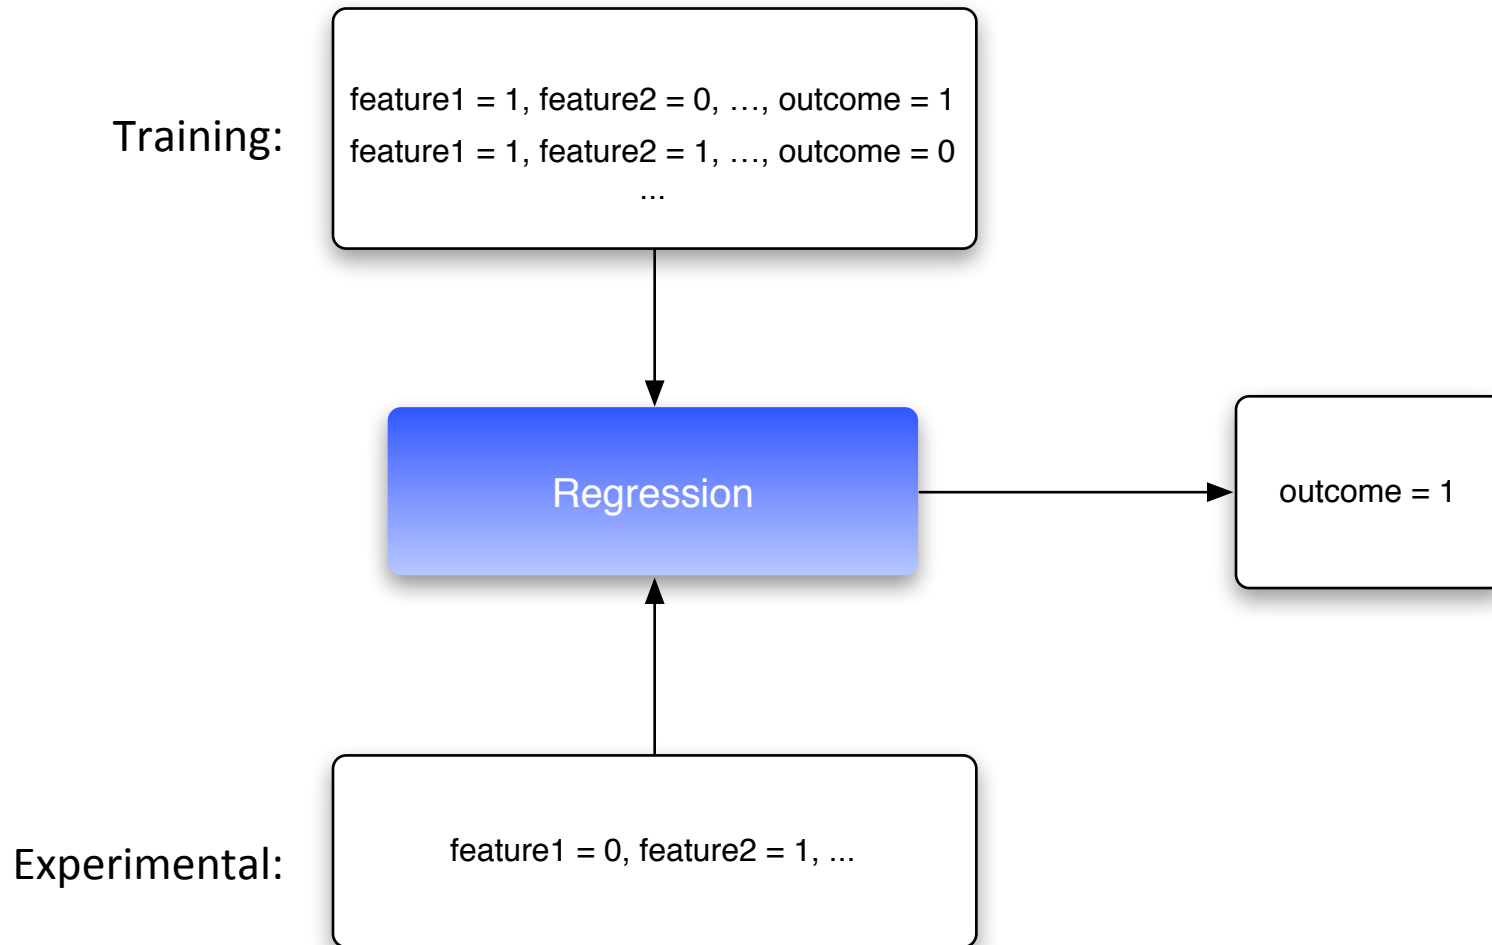 Training:
feature1 = 1, feature2 = 0, …, outcome = 1
feature1 = 1, feature2 = 1, …, outcome = 0
...
Regression
outcome = 1
Experimental:
feature1 = 0, feature2 = 1, ...